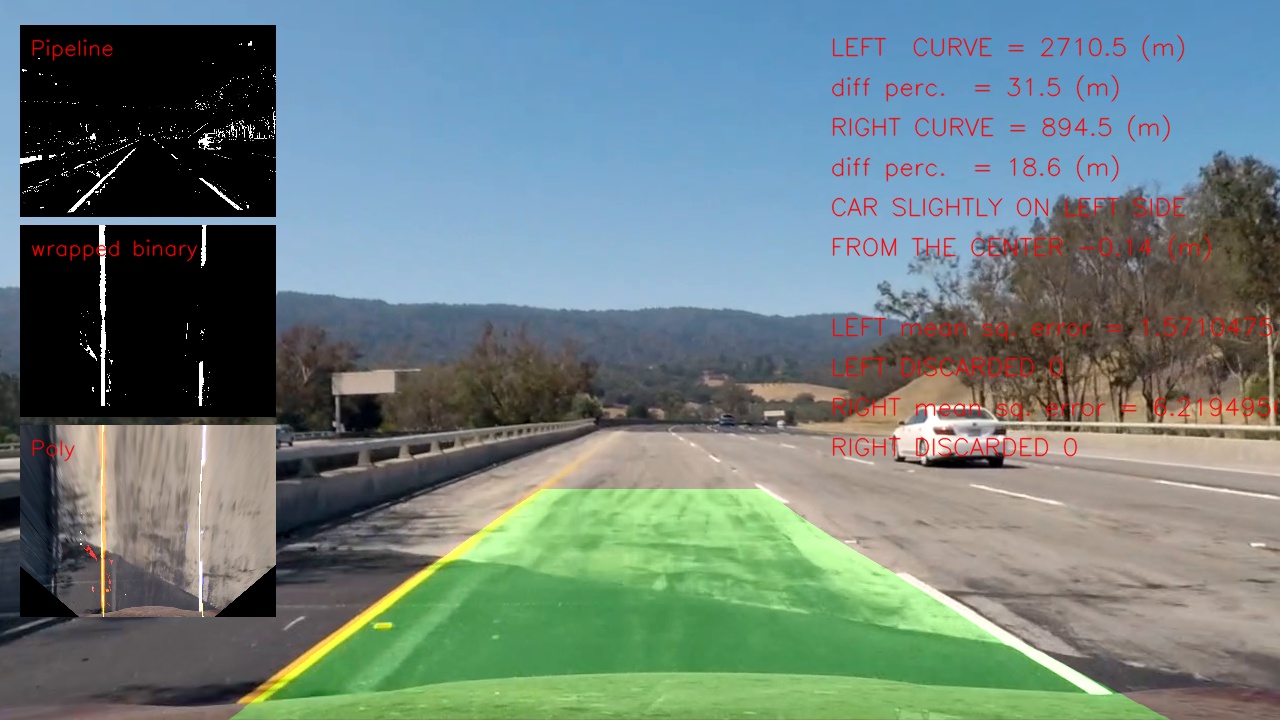 Pipeline
wrapped binary
Poly
LEFT CURVE = 2710.5 (m)
diff perc. = 31.5 (m)
RIGHT CURVE = 894.5 (m)
diff perc. = 18.6 (m)
CAR SLIGHTLY ON LEFT SIDE
FROM THE CENTER -0.14 (m)
LEFT mean sq. error = 1.5710475
LEFT DISCARDED 0
RIGHT mean sq. error = 6.219495
RIGHT DISCARDED 0